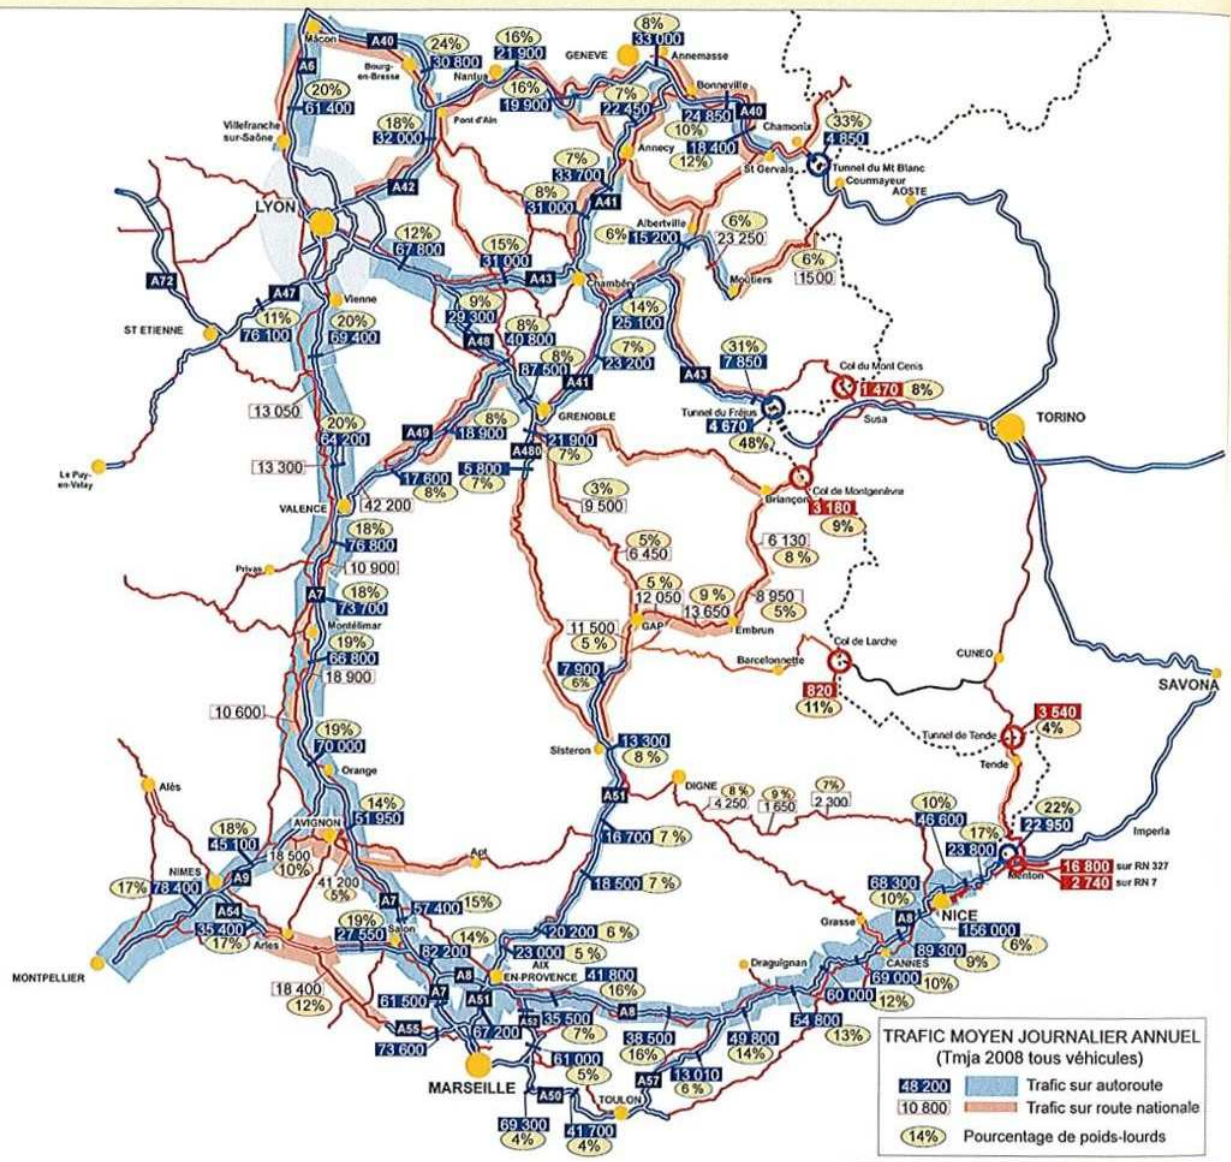 8%
33 000
GENEVE
Annemasse
16%
21 900
24%
30 800
Mâcon
A40
Bourg-
en-Bresse
Nantua
A6
20%
61 400
16%
19 900
7%
22 450
Bonneville
24 850
A40
10%
18 400
12%
Chamonix
33%
4 850
Villefranche
sur-Saône
18%
32 000
Pont d'Ain
Annecy
St Gervais
Tunnel du Mt Blanc
Courmayeur
AOSTE
A42
7%
33 700
8%
31 000
A41
LYON
12%
67 800
15%
31 000
A43
Chambéry
Albertville
6%
15 200
6%
23 250
6%
1500
Moutiers
A72
A47
Vienne
ST ETIENNE
11%
76 100
20%
69 400
9%
29 300
A48
8%
40 800
14%
25 100
7%
23 200
8%
87 500
A41
31%
7 850
A43
Col du Mont Cenis
1 470
8%
Susa
Tunnel du Fréjus
4 670
48%
TORINO
13 050
20%
64 200
13 300
GRENOBLE
A49
8%
18 900
A480
21 900
7%
17 600
8%
5 800
7%
Le Puy-
en-Velay
VALENCE
42 200
3%
9 500
Briançon
Col de Montgenèvre
3 180
9%
18%
76 800
10 900
Privas
5%
6 450
6 130
8 %
A7
18%
73 700
5 %
12 050
9 %
13 650
8 950
5%
Montélimar
19%
66 800
18 900
11 500
5 %
GAP
Embrun
Col de Larche
Barcelonnette
820
11%
CUNEO
SAVONA
7 900
6%
10 600
19%
70 000
Orange
Sisteron
13 300
8 %
A51
Tunnel de Tende
3 540
4%
Tende
Alès
14%
51 950
DIGNE
8 %
4 250
9 %
1 650
7%
2 300
10%
46 600
22%
22 950
17%
23 800
Imperia
AVIGNON
18%
45 100
18 500
10%
A9
Apt
16 700
7 %
NIMES
17%
78 400
41 200
5%
18 500
7 %
Menton
16 800 sur RN 327
2 740 sur RN 7
68 300
10%
A54
35 400
17%
Arles
A7
57 400
15%
19%
27 550
Salon
14%
82 200
20 200
6 %
23 000
5 %
Grasse
A8
NICE
156 000
6%
MONTPELLIER
AIX
EN-PROVENCE
A8
41 800
16%
Draguignan
CANNES
89 300
9%
69 000
10%
60 000
12%
18 400
12%
61 500
A7
A51
A55
73 600
67 200
A52
35 500
7%
A8
38 500
16%
49 800
14%
54 800
13%
MARSEILLE
61 000
5%
A57
13 010
6 %
A50
TOULON
69 300
4%
41 700
4%
TRAFIC MOYEN JOURNALIER ANNUEL
(Tmja 2008 tous véhicules)
48 200 Trafic sur autoroute
10 800 Trafic sur route nationale
14% Pourcentage de poids-lourds